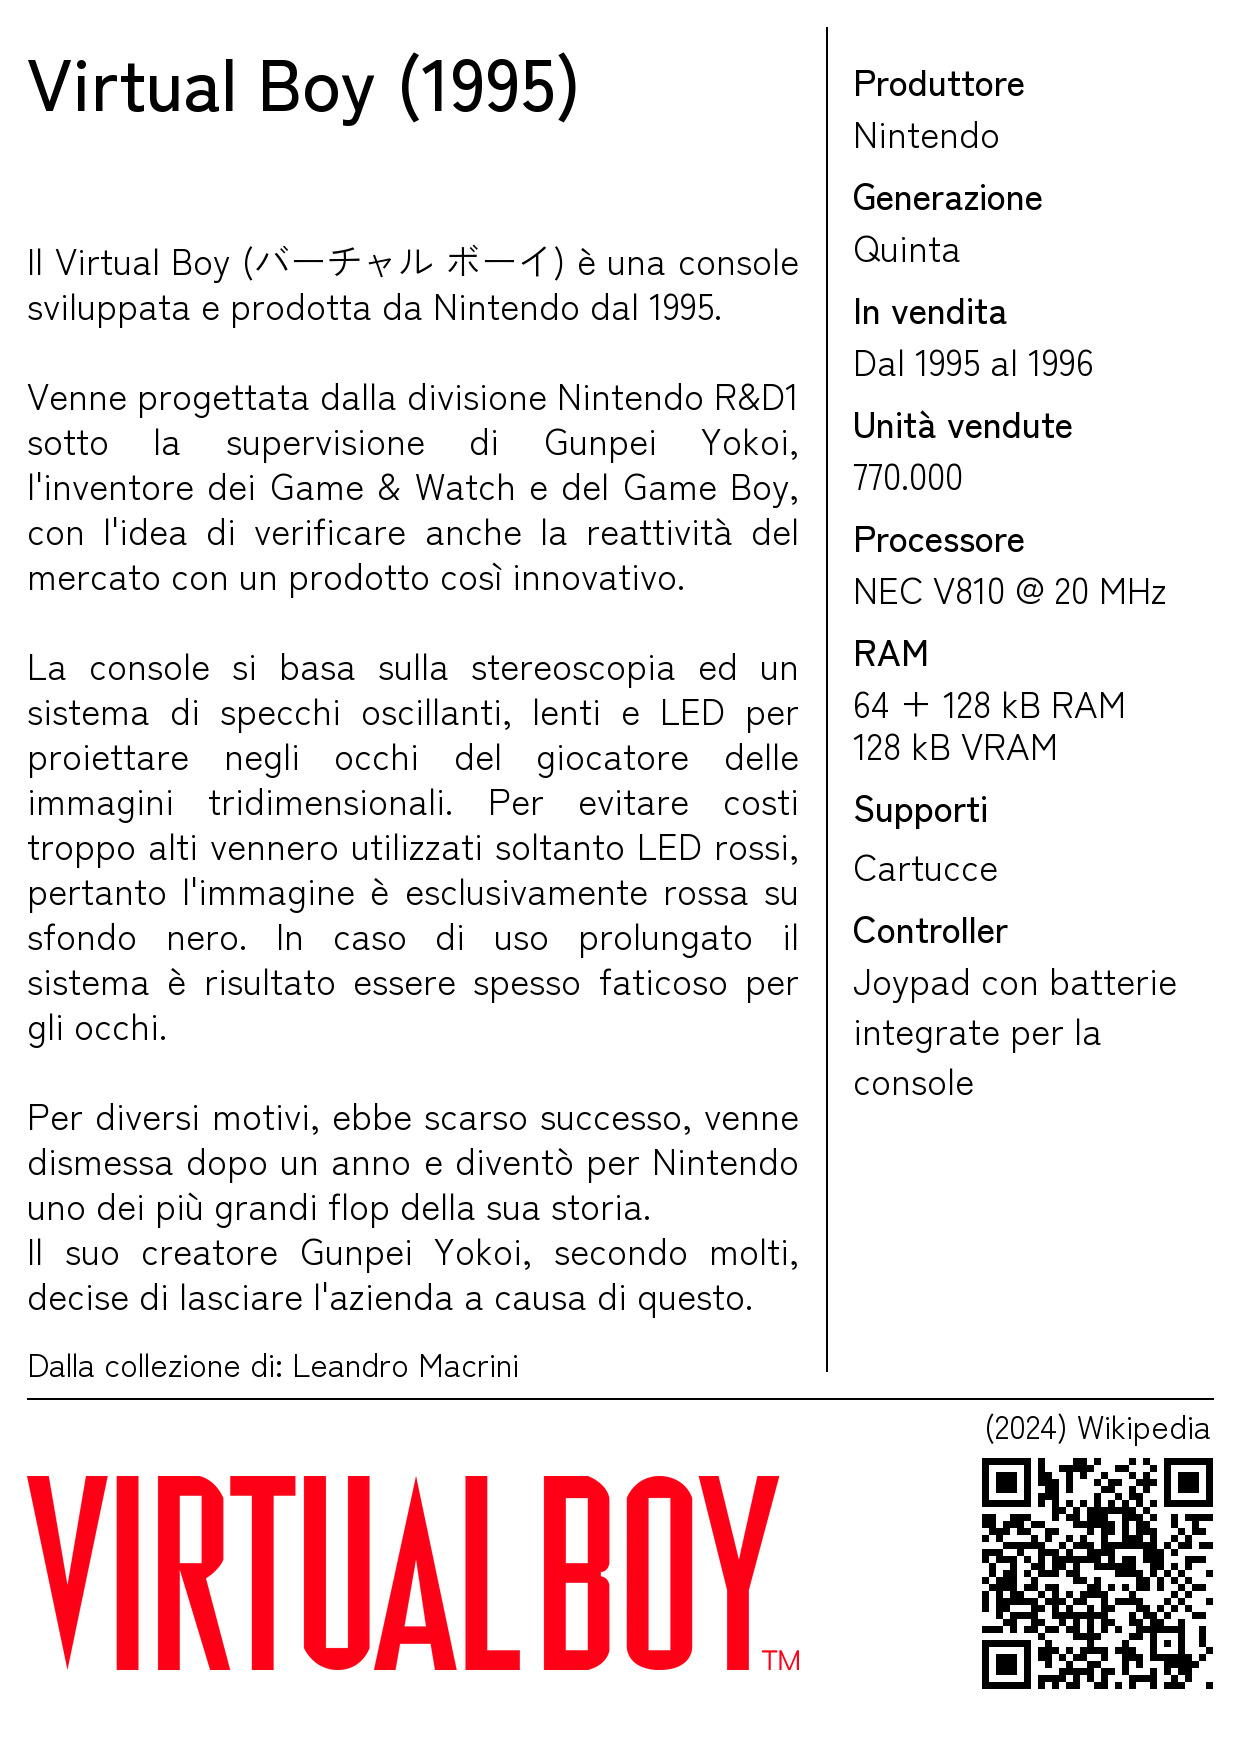 Virtual Boy (1995)
Il Virtual Boy (バーチャル ボーイ) è una console
sviluppata e prodotta da Nintendo dal 1995.
Venne progettata dalla divisione Nintendo R&D1
sotto la supervisione di Gunpei Yokoi,
l'inventore dei Game & Watch e del Game Boy,
con l'idea di verificare anche la reattività del
mercato con un prodotto così innovativo.
La console si basa sulla stereoscopia ed un
sistema di specchi oscillanti, lenti e LED per
proiettare negli occhi del giocatore delle
immagini tridimensionali. Per evitare costi
troppo alti vennero utilizzati soltanto LED rossi,
pertanto l'immagine è esclusivamente rossa su
sfondo nero. In caso di uso prolungato il
sistema è risultato essere spesso faticoso per
gli occhi.
Per diversi motivi, ebbe scarso successo, venne
dismessa dopo un anno e diventò per Nintendo
uno dei più grandi flop della sua storia.
Il suo creatore Gunpei Yokoi, secondo molti,
decise di lasciare l'azienda a causa di questo.
Dalla collezione di: Leandro Macrini
Produttore
Nintendo
Generazione
Quinta
In vendita
Dal 1995 al 1996
Unità vendute
770.000
Processore
NEC V810 @ 20 MHz
RAM
64 + 128 kB RAM
128 kB VRAM
Supporti
Cartucce
Controller
Joypad con batterie
integrate per la
console
(2024) Wikipedia
VIRTUAL BOY TM